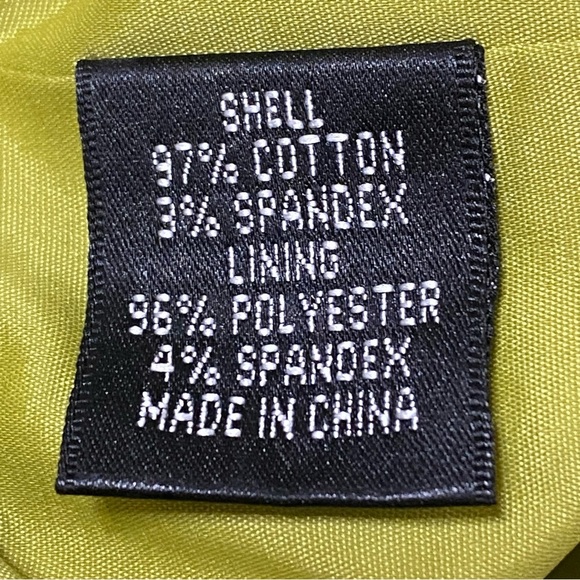 SHELL
97% COTTON
3% SPANDEX
LINING
96% POLYESTER
4% SPANDEX
MADE IN CHINA